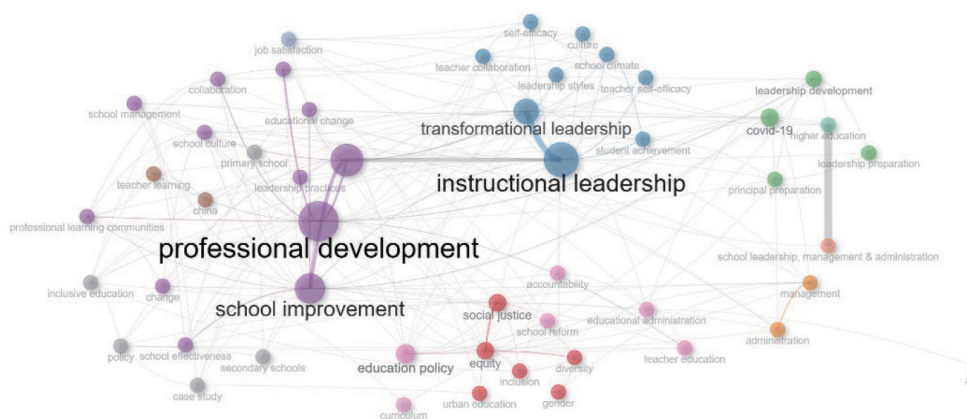 self-efficacy
culture
job satisfaction
teacher collaboration
school climate
leadership styles
teacher self-efficacy
leadership development
collaboration
school management
educational change
transformational leadership
covid-19
higher education
school culture
student achievement
primary school
leadership preparation
teacher learning
leadership practices
instructional leadership
principal preparation
china
professional learning communities
professional development
school leadership, management & administration
accountability
inclusive education
change
management
school improvement
social justice
educational administration
school reform
administration
policy
school effectiveness
secondary schools
education policy
equity
diversity
teacher education
inclusion
case study
urban education
gender
curriculum